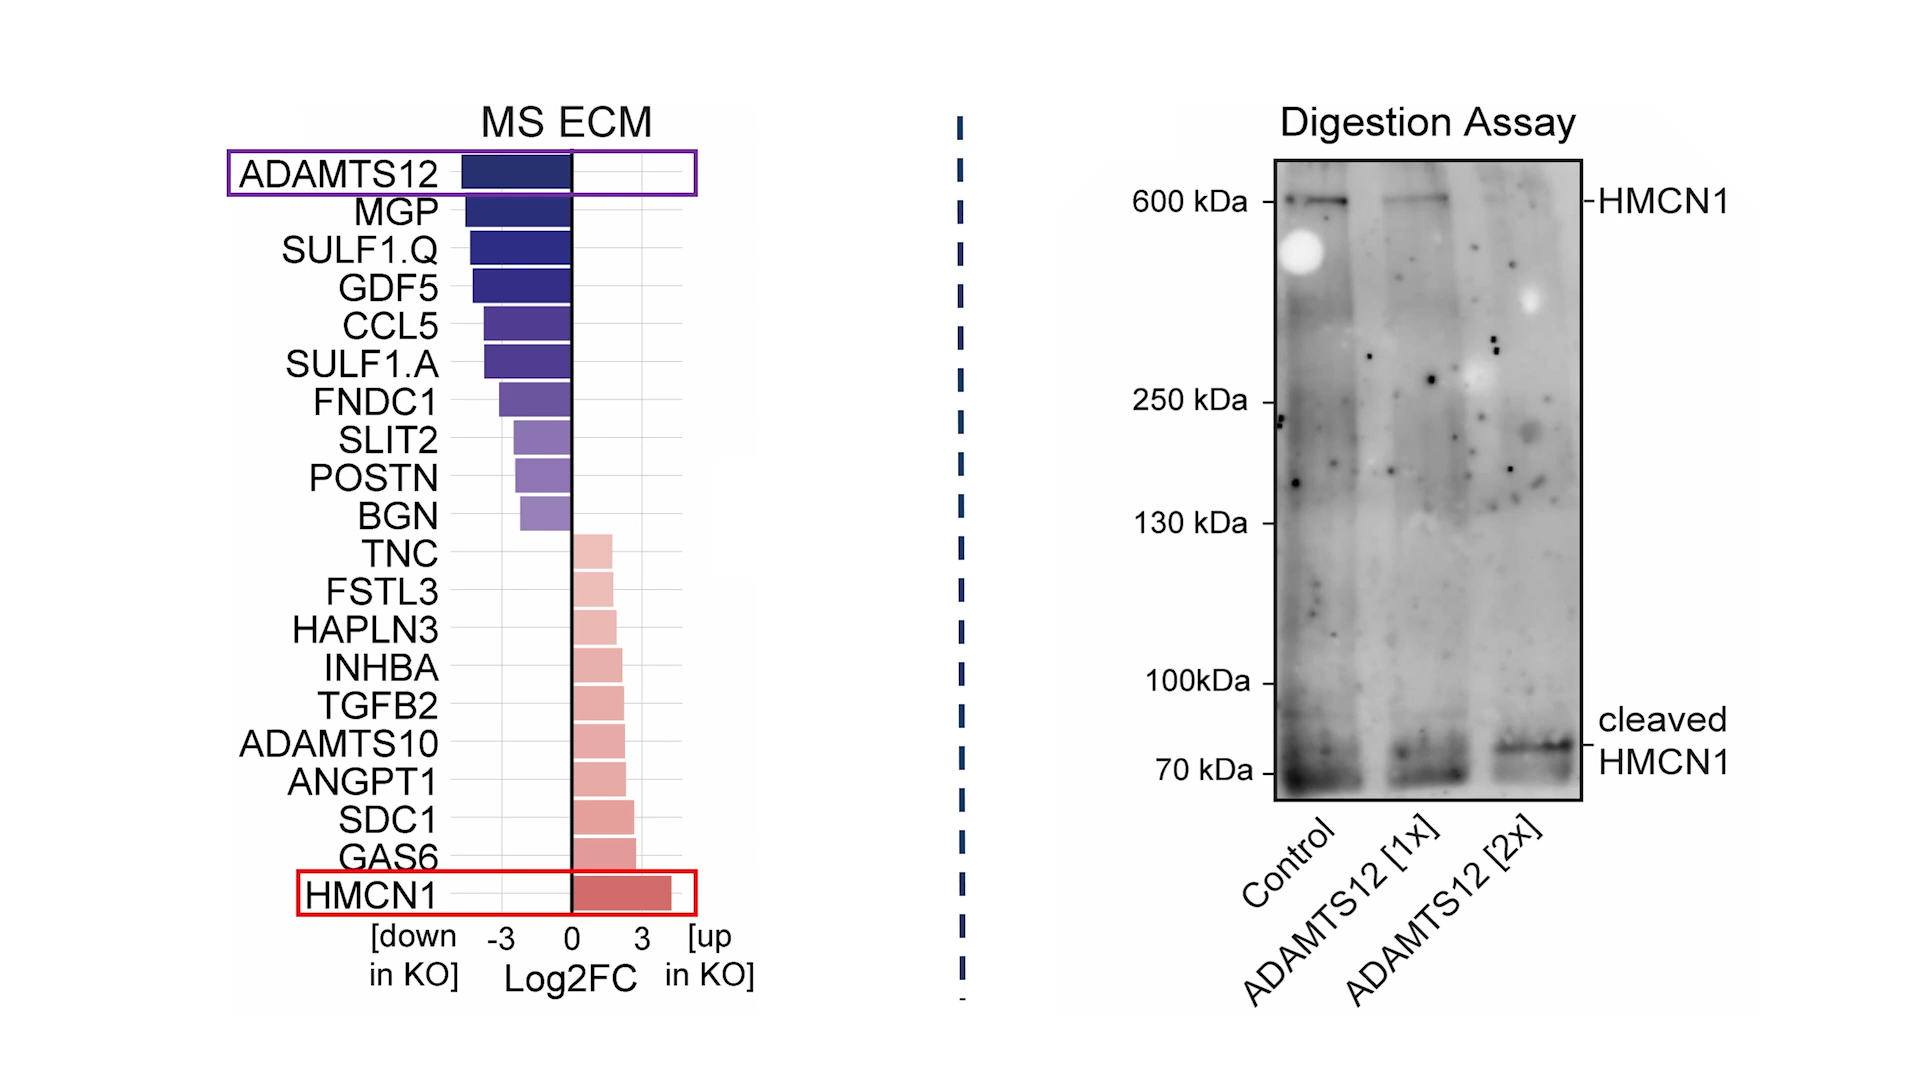 MS ECM
ADAMTS12
MGP
SULF1.Q
GDF5
CCL5
SULF1.A
FNDC1
SLIT2
POSTN
BGN
TNC
FSTL3
HAPLN3
INHBA
TGFB2
ADAMTS10
ANGPT1
SDC1
GAS6
HMCN1
[down in KO]
-3 0 3
[up in KO]
Log2FC
Digestion Assay
600 kDa
250 kDa
130 kDa
100kDa
70 kDa
HMCN1
cleaved
HMCN1
Control
ADAMTS12 [1x]
ADAMTS12 [2x]